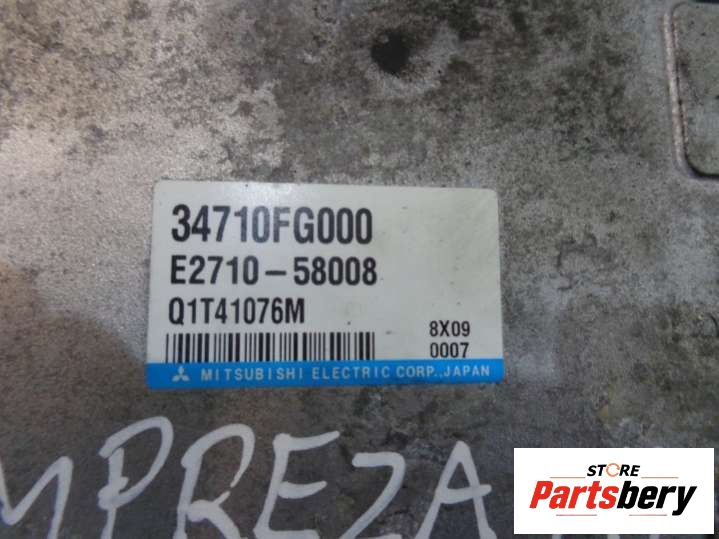 34710FG000
E2710-58008
Q1T41076M
8X09
0007
MITSUBISHI ELECTRIC CORP., JAPAN
MPREZA
STORE
Partsbery